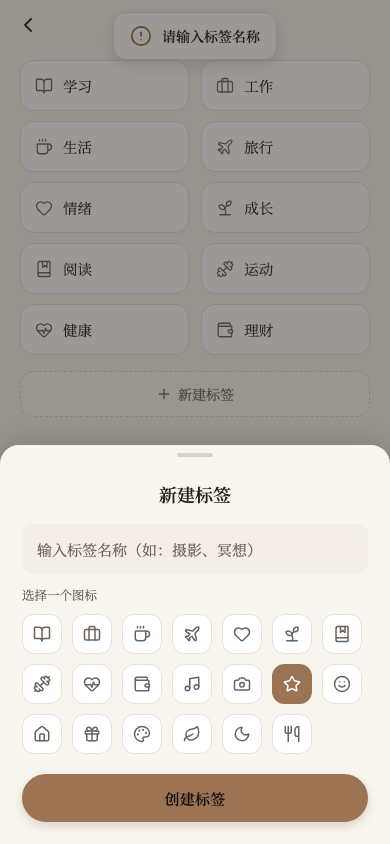 请输入标签名称
学习
工作
生活
旅行
情绪
成长
阅读
运动
健康
理财
新建标签
新建标签
输入标签名称（如：摄影、冥想）
选择一个图标
创建标签